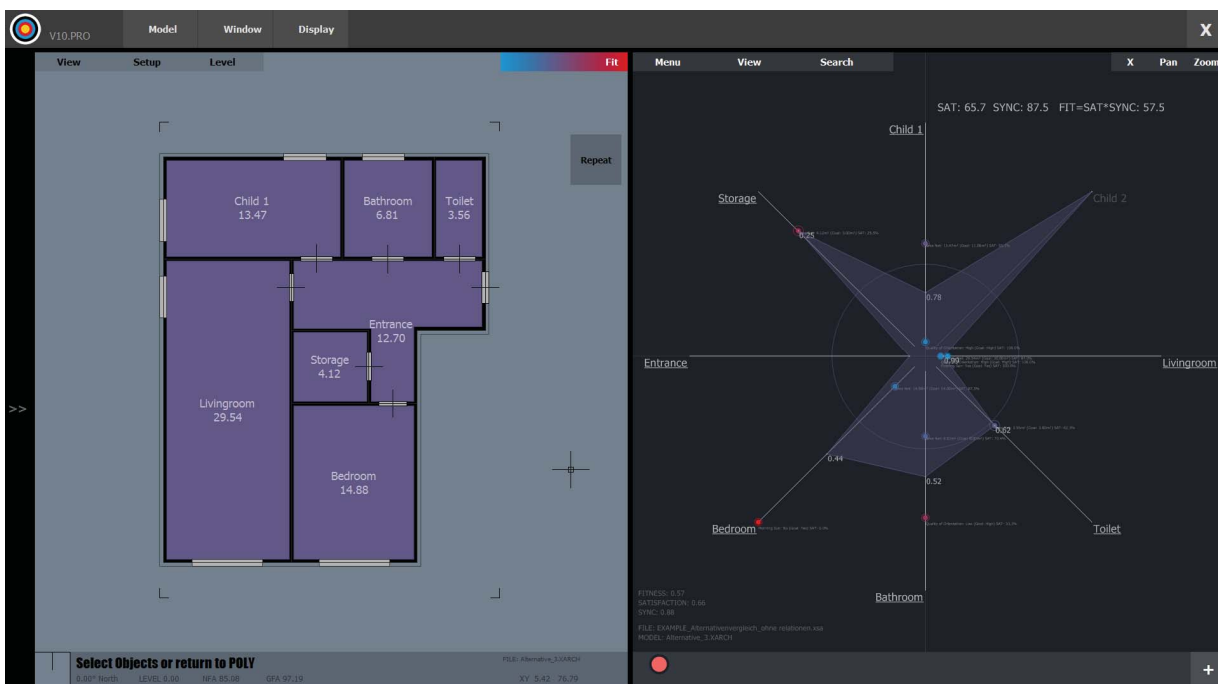 V10.PRO
Model
Window
Display
X
View
Setup
Level
Fit
Menu
View
Search
X
Pan
Zoom
Repeat
Child 1
13.47
Bathroom
6.81
Toilet
3.56
Entrance
12.70
Storage
4.12
Livingroom
29.54
Bedroom
14.88
>>
Select Objects or return to POLY
0.00° North
LEVEL 0.00
NFA 85.08
GFA 97.19
FILE: Alternative_3.XARCH
XY 5.42 76.79
SAT: 65.7 SYNC: 87.5 FIT=SAT*SYNC: 57.5
Child 1
Storage
Child 2
0.25
0.78
Entrance
0.99
Livingroom
0.62
0.44
0.52
Bedroom
Toilet
Bathroom
FITNESS: 0.57
SATISFACTION: 0.66
SYNC: 0.88
FILE: EXAMPLE_Alternativenvergleich_ohne relationen.xsa
MODEL: Alternative_3.XARCH
+